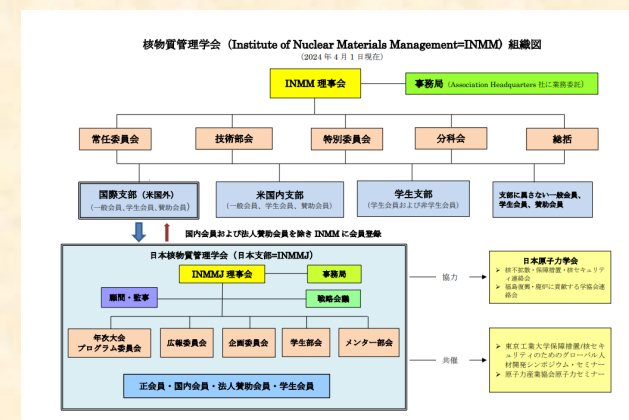 核物質管理学会（Institute of Nuclear Materials Management=INMM）組織図
（2024 年 4 月 1 日現在）
INMM 理事会
事務局（Association Headquarters 社に業務委託）
常任委員会
技術部会
特別委員会
分科会
総括
国際支部（米国外）
（一般会員、学生会員、賛助会員）
米国内支部
（一般会員、学生会員、賛助会員）
学生支部
（学生会員および非学生会員）
支部に属さない一般会員、
学生会員、賛助会員
国内会員および法人賛助会員を除き INMM に会員登録
日本核物質管理学会（日本支部=INMMJ）
INMMJ 理事会
事務局
顧問・監事
戦略会議
年次大会
プログラム委員会
広報委員会
企画委員会
学生部会
メンター部会
正会員・国内会員・法人賛助会員・学生会員
協力
日本原子力学会
➢ 核不拡散・保障措置・核セキュリテ
ィ連絡会
➢ 福島復興・廃炉に貢献する学協会連
絡会
共催
➢ 東京工業大学保障措置/核セキ
ュリティのためのグローバル人
材開発シンポジウム・セミナー
➢ 原子力産業協会原子力セミナー